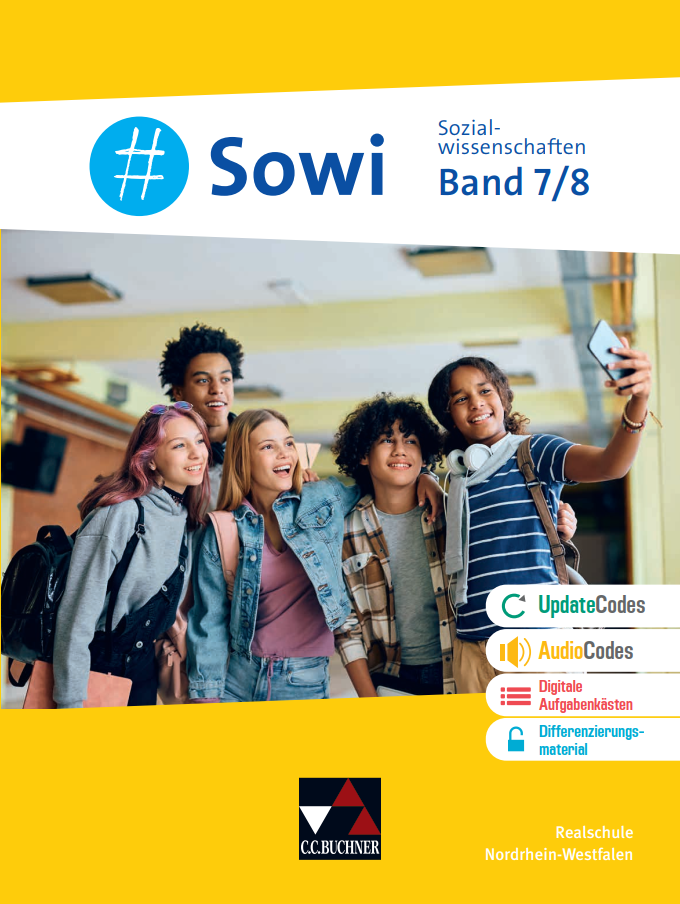 # Sowi
Sozial-
wissenschaften
Band 7/8
UpdateCodes
AudioCodes
Digitale
Aufgabenkästen
Differenzierungs-
material
C.C.BUCHNER
Realschule
Nordrhein-Westfalen